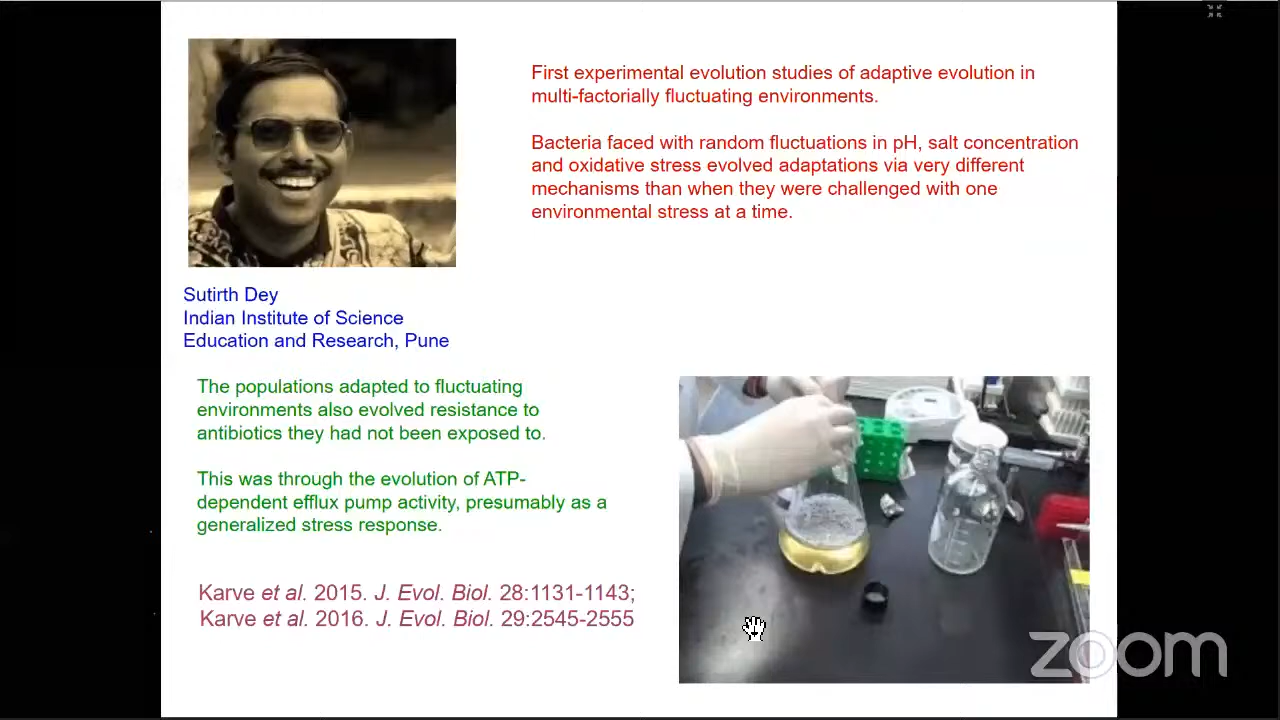 First experimental evolution studies of adaptive evolution in
multi-factorially fluctuating environments.
Bacteria faced with random fluctuations in pH, salt concentration
and oxidative stress evolved adaptations via very different
mechanisms than when they were challenged with one
environmental stress at a time.
Sutirth Dey
Indian Institute of Science
Education and Research, Pune
The populations adapted to fluctuating
environments also evolved resistance to
antibiotics they had not been exposed to.
This was through the evolution of ATP-
dependent efflux pump activity, presumably as a
generalized stress response.
Karve et al. 2015. J. Evol. Biol. 28:1131-1143;
Karve et al. 2016. J. Evol. Biol. 29:2545-2555
zoom